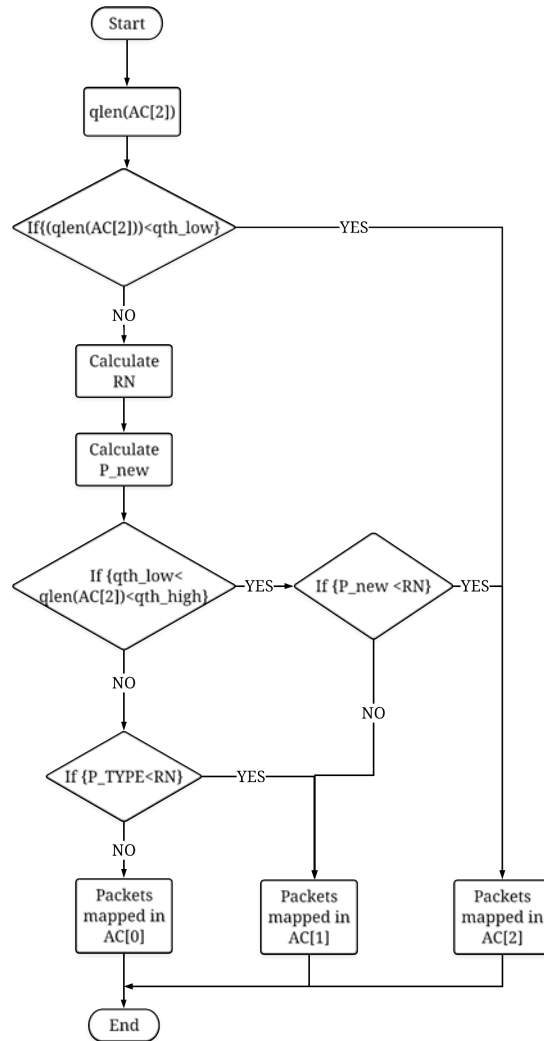 Start
qlen(AC[2])
If{(qlen(AC[2]))<qth_low}
YES
NO
Calculate
RN
Calculate
P_new
If {qth_low<
qlen(AC[2])<qth_high}
YES
If {P_new <RN}
YES
NO
NO
If {P_TYPE<RN}
YES
NO
Packets
mapped in
AC[0]
Packets
mapped in
AC[1]
Packets
mapped in
AC[2]
End